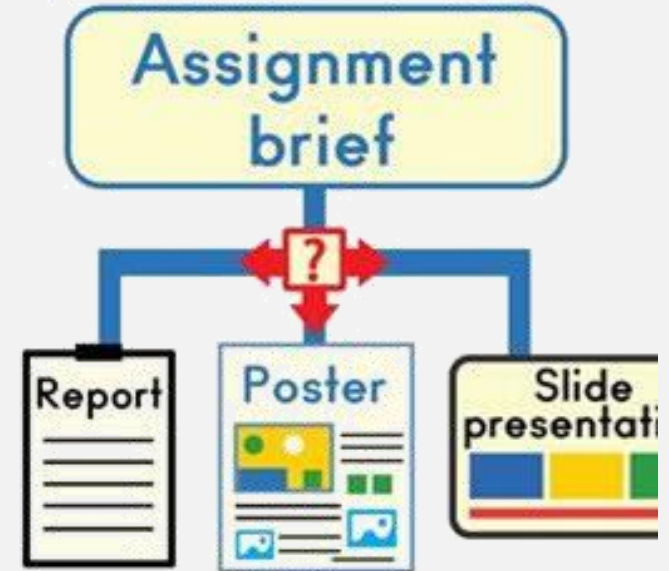 Assignment
brief
?
Report
Poster
Slide
presentati